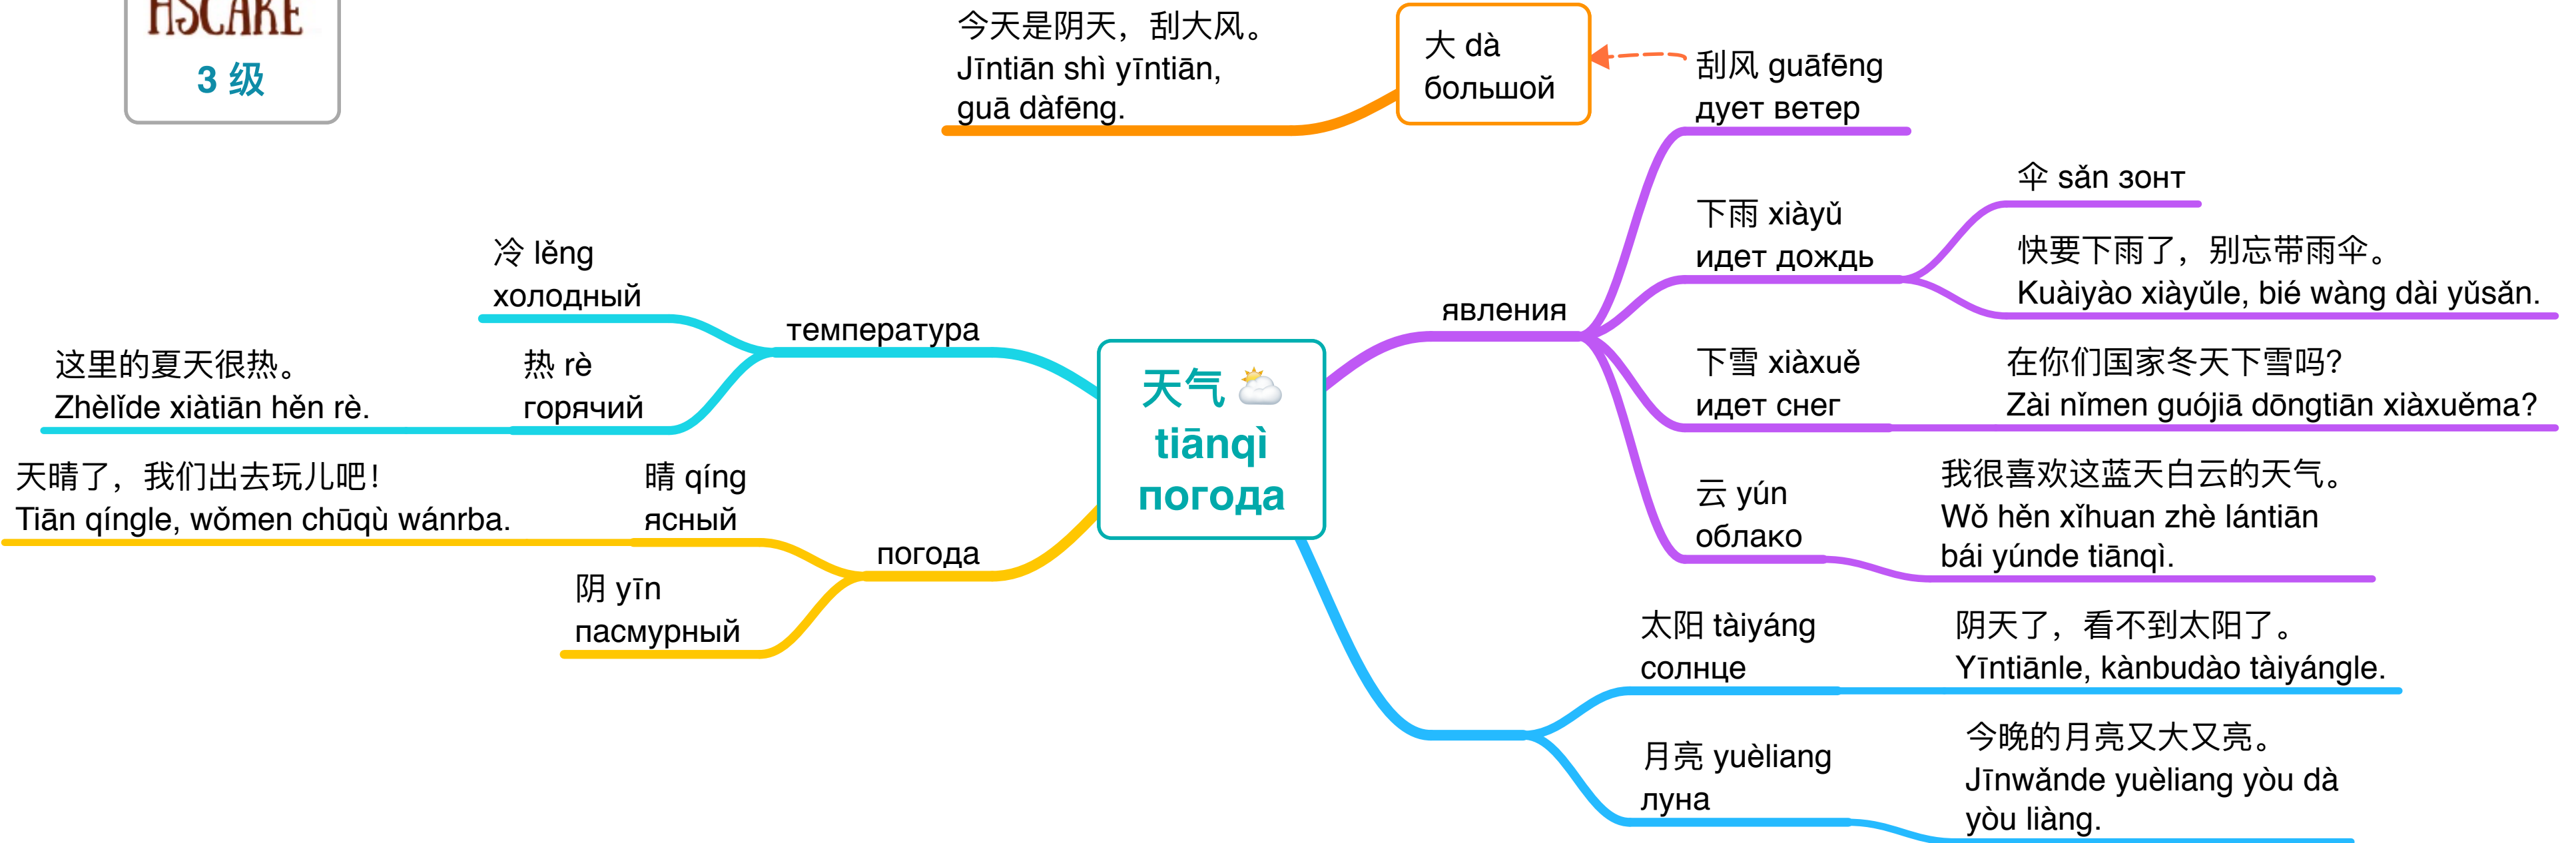 HSCAKE
3 级
今天是阴天，刮大风。
Jīntiān shì yīntiān,
guā dàfēng.
大 dà
большой
刮风 guāfēng
дует ветер
伞 sǎn зонт
下雨 xiàyǔ
идет дождь
快要下雨了，别忘带雨伞。
Kuàiyào xiàyǔle, bié wàng dài yǔsǎn.
явления
下雪 xiàxuě
идет снег
在你们国家冬天下雪吗?
Zài nǐmen guójiā dōngtiān xiàxuěma?
云 yún
облако
我很喜欢这蓝天白云的天气。
Wǒ hěn xǐhuan zhè lántiān
bái yúnde tiānqì.
冷 lěng
холодный
температура
热 rè
горячий
这里的夏天很热。
Zhèlǐde xiàtiān hěn rè.
天气
tiānqì
погода
天晴了，我们出去玩儿吧！
Tiān qíngle, wǒmen chūqù wánrba.
晴 qíng
ясный
погода
阴 yīn
пасмурный
太阳 tàiyáng
солнце
阴天了，看不到太阳了。
Yīntiānle, kànbudào tàiyángle.
月亮 yuèliang
луна
今晚的月亮又大又亮。
Jīnwǎnde yuèliang yòu dà
yòu liàng.